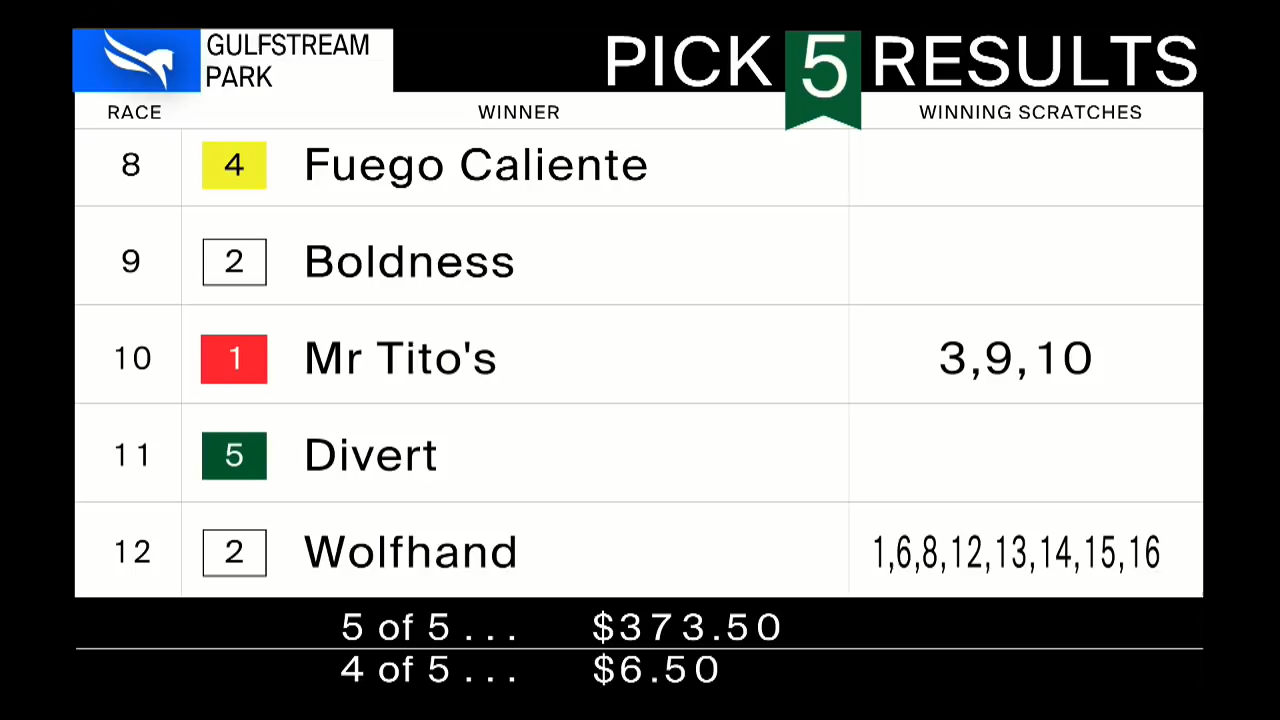 GULFSTREAM
PARK
PICK 5 RESULTS
RACE WINNER WINNING SCRATCHES
8 4 Fuego Caliente
9 2 Boldness
10 1 Mr Tito's 3,9,10
11 5 Divert
12 2 Wolfhand 1,6,8,12,13,14,15,16
5 of 5 . . . $373.50
4 of 5 . . . $6.50